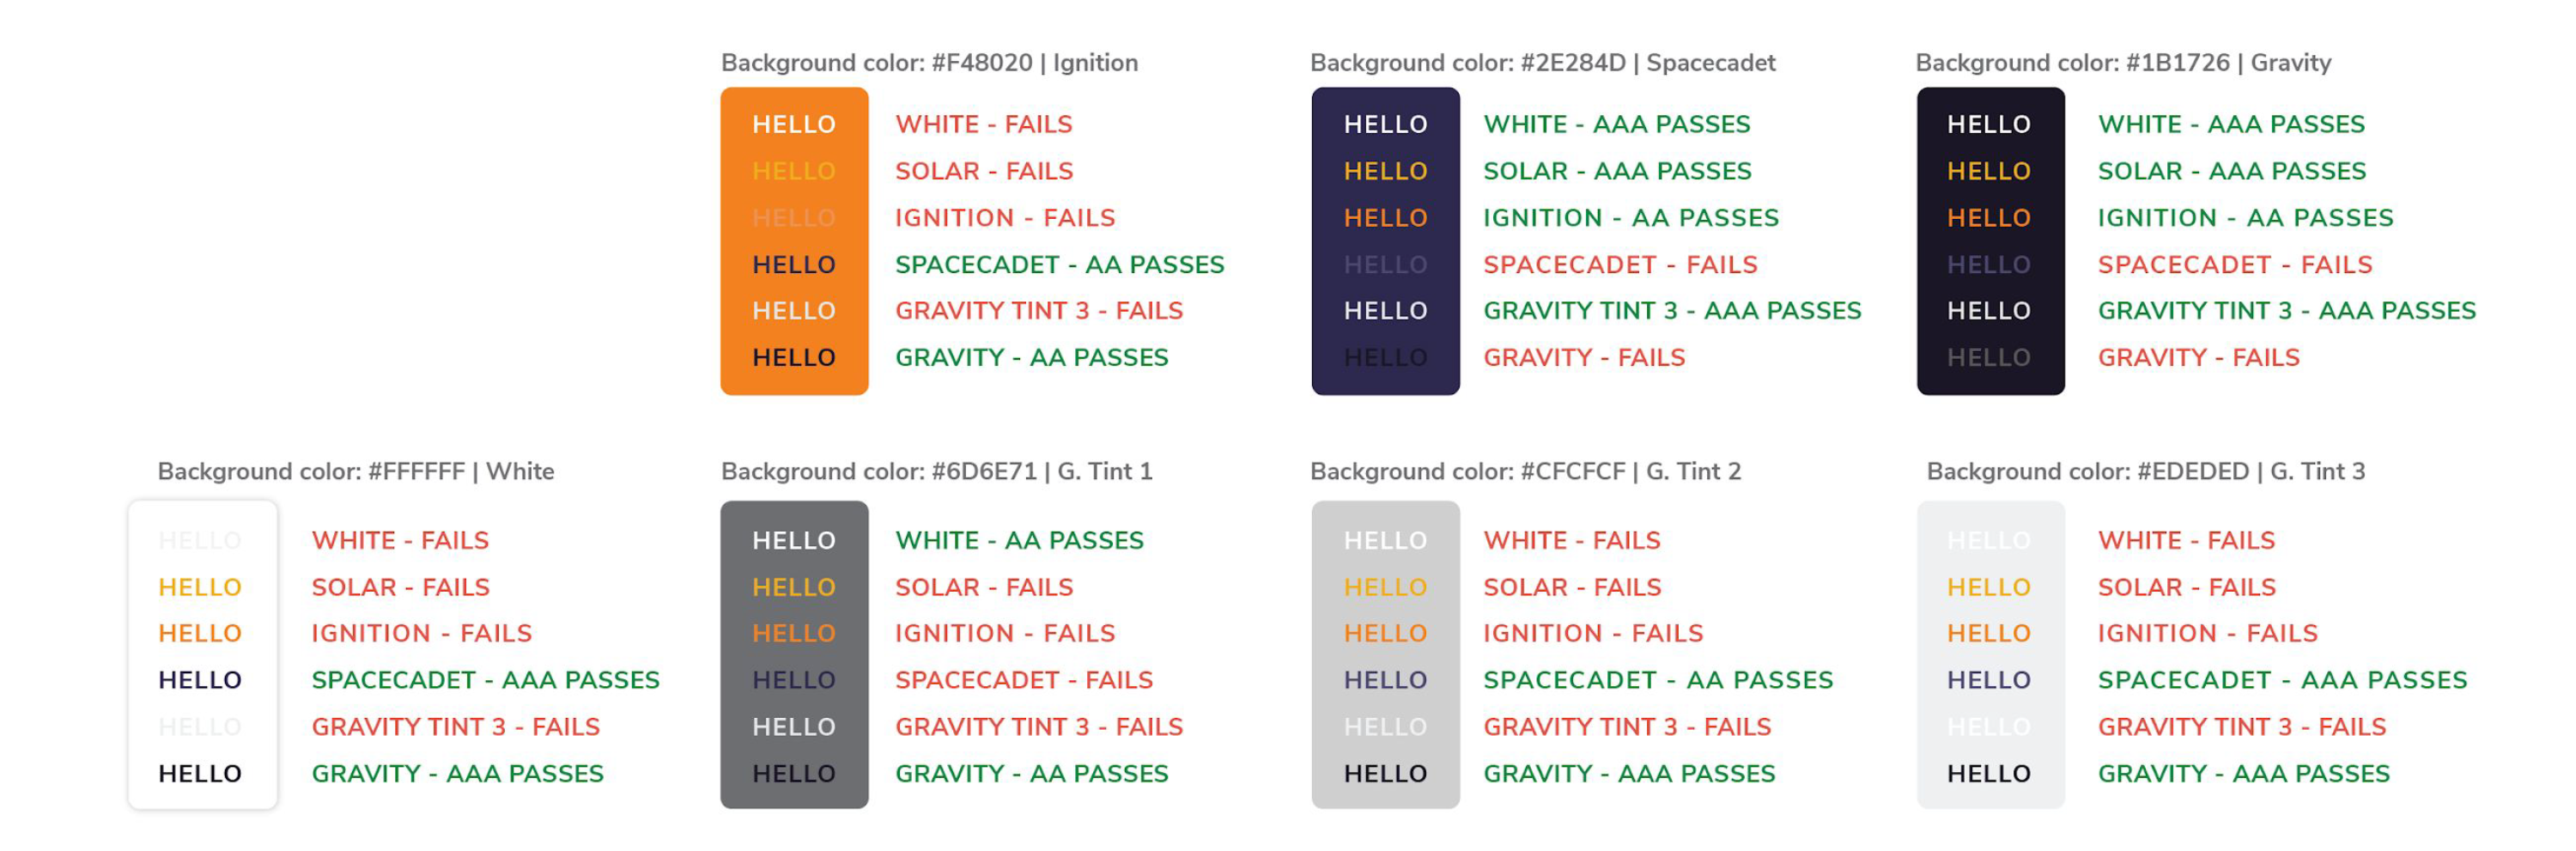 Background color: #F48020 | Ignition
HELLO WHITE - FAILS
HELLO SOLAR - FAILS
HELLO IGNITION - FAILS
HELLO SPACECADET - AA PASSES
HELLO GRAVITY TINT 3 - FAILS
HELLO GRAVITY - AA PASSES
Background color: #2E284D | Spacecadet
HELLO WHITE - AAA PASSES
HELLO SOLAR - AAA PASSES
HELLO IGNITION - AA PASSES
HELLO SPACECADET - FAILS
HELLO GRAVITY TINT 3 - AAA PASSES
HELLO GRAVITY - FAILS
Background color: #1B1726 | Gravity
HELLO WHITE - AAA PASSES
HELLO SOLAR - AAA PASSES
HELLO IGNITION - AA PASSES
HELLO SPACECADET - FAILS
HELLO GRAVITY TINT 3 - AAA PASSES
HELLO GRAVITY - FAILS
Background color: #FFFFFF | White
HELLO WHITE - FAILS
HELLO SOLAR - FAILS
HELLO IGNITION - FAILS
HELLO SPACECADET - AAA PASSES
HELLO GRAVITY TINT 3 - FAILS
HELLO GRAVITY - AAA PASSES
Background color: #6D6E71 | G. Tint 1
HELLO WHITE - AA PASSES
HELLO SOLAR - FAILS
HELLO IGNITION - FAILS
HELLO SPACECADET - FAILS
HELLO GRAVITY TINT 3 - FAILS
HELLO GRAVITY - AA PASSES
Background color: #CFCFCF | G. Tint 2
HELLO WHITE - FAILS
HELLO SOLAR - FAILS
HELLO IGNITION - FAILS
HELLO SPACECADET - AA PASSES
HELLO GRAVITY TINT 3 - FAILS
HELLO GRAVITY - AAA PASSES
Background color: #EDEDED | G. Tint 3
HELLO WHITE - FAILS
HELLO SOLAR - FAILS
HELLO IGNITION - FAILS
HELLO SPACECADET - AAA PASSES
HELLO GRAVITY TINT 3 - FAILS
HELLO GRAVITY - AAA PASSES